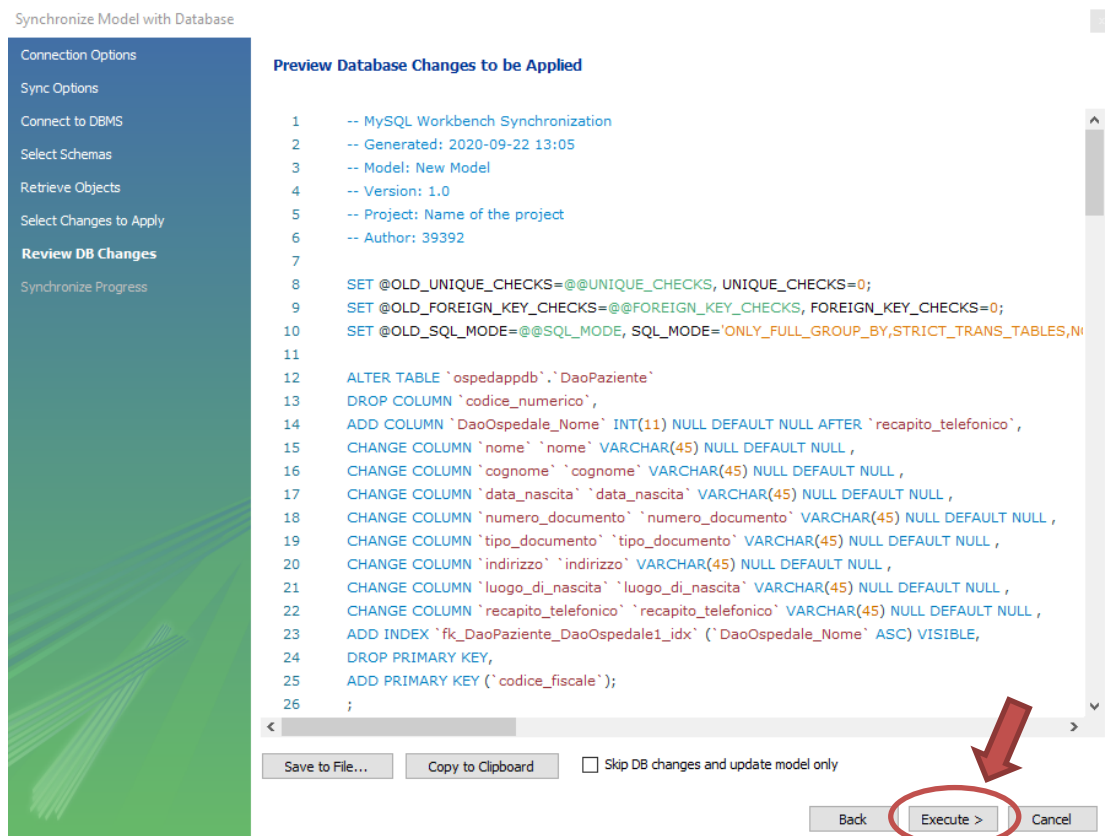 Synchronize Model with Database
Connection Options
Sync Options
Connect to DBMS
Select Schemas
Retrieve Objects
Select Changes to Apply
Review DB Changes
Synchronize Progress
Preview Database Changes to be Applied
1 -- MySQL Workbench Synchronization
2 -- Generated: 2020-09-22 13:05
3 -- Model: New Model
4 -- Version: 1.0
5 -- Project: Name of the project
6 -- Author: 39392
7
8 SET @OLD_UNIQUE_CHECKS=@@UNIQUE_CHECKS, UNIQUE_CHECKS=0;
9 SET @OLD_FOREIGN_KEY_CHECKS=@@FOREIGN_KEY_CHECKS, FOREIGN_KEY_CHECKS=0;
10 SET @OLD_SQL_MODE=@@SQL_MODE, SQL_MODE='ONLY_FULL_GROUP_BY,STRICT_TRANS_TABLES,
11
12 ALTER TABLE `ospedappdb`.`DaoPaziente`
13 DROP COLUMN `codice_numerico`,
14 ADD COLUMN `DaoOspedale_Nome` INT(11) NULL DEFAULT NULL AFTER `recapito_telefonico`,
15 CHANGE COLUMN `nome` `nome` VARCHAR(45) NULL DEFAULT NULL ,
16 CHANGE COLUMN `cognome` `cognome` VARCHAR(45) NULL DEFAULT NULL ,
17 CHANGE COLUMN `data_nascita` `data_nascita` VARCHAR(45) NULL DEFAULT NULL ,
18 CHANGE COLUMN `numero_documento` `numero_documento` VARCHAR(45) NULL DEFAULT NULL ,
19 CHANGE COLUMN `tipo_documento` `tipo_documento` VARCHAR(45) NULL DEFAULT NULL ,
20 CHANGE COLUMN `indirizzo` `indirizzo` VARCHAR(45) NULL DEFAULT NULL ,
21 CHANGE COLUMN `luogo_di_nascita` `luogo_di_nascita` VARCHAR(45) NULL DEFAULT NULL ,
22 CHANGE COLUMN `recapito_telefonico` `recapito_telefonico` VARCHAR(45) NULL DEFAULT NULL ,
23 ADD INDEX `fk_DaoPaziente_DaoOspedale1_idx` (`DaoOspedale_Nome` ASC) VISIBLE,
24 DROP PRIMARY KEY,
25 ADD PRIMARY KEY (`codice_fiscale`);
26 ;
Save to File... Copy to Clipboard Skip DB changes and update model only
Back Execute > Cancel